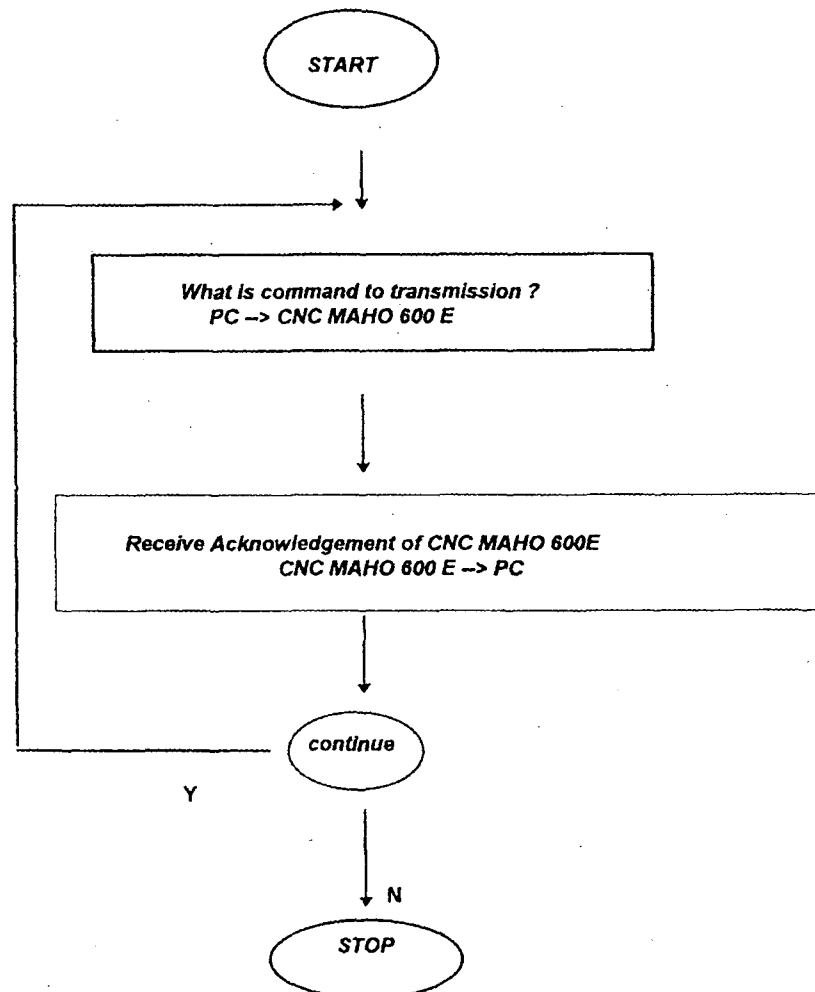 START
What is command to transmission ?
PC --> CNC MAHO 600 E
Receive Acknowledgement of CNC MAHO 600E
CNC MAHO 600 E --> PC
continue
Y
N
STOP